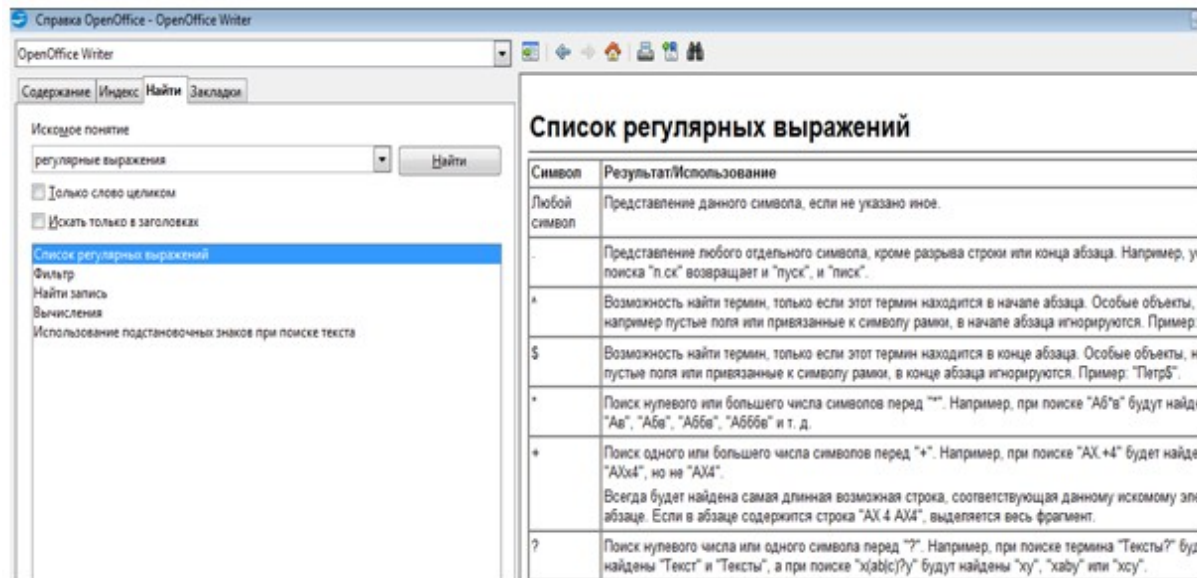 Справка OpenOffice - OpenOffice Writer
OpenOffice Writer
Содержание Индекс Найти Закладки
Искомое понятие
регулярные выражения
Найти
Только слово целиком
Искать только в заголовках
Список регулярных выражений
Фильтр
Найти запись
Вычисления
Использование подстановочных знаков при поиске текста
Список регулярных выражений
Символ Результат/Использование
Любой символ Представление данного символа, если не указано иное.
. Представление любого отдельного символа, кроме разрыва строки или конца абзаца. Например,
поиска "п.ск" возвращает и "пуск", и "писк".
^ Возможность найти термин, только если этот термин находится в начале абзаца. Особые объекты,
например пустые поля или привязанные к символу рамки, в начале абзаца игнорируются. Пример:
$ Возможность найти термин, только если этот термин находится в конце абзаца. Особые объекты,
пустые поля или привязанные к символу рамки, в конце абзаца игнорируются. Пример: "Петр$".
* Поиск нулевого или большего числа символов перед "*". Например, при поиске "Аб*в" будут
"Ав", "Абв", "Аббв", "Абббв" и т. д.
+ Поиск одного или большего числа символов перед "+". Например, при поиске "AX.+4" будет
"AXx4", но не "AX4".
Всегда будет найдена самая длинная возможная строка, соответствующая данному искомому
абзаце. Если в абзаце содержится строка "AX 4 AX4", выделяется весь фрагмент.
? Поиск нулевого числа или одного символа перед "?". Например, при поиске термина "Тексты?"
найдены "Текст" и "Тексты", а при поиске "x(ab|c)?y" будут найдены "xy", "xaby" или "xcy".